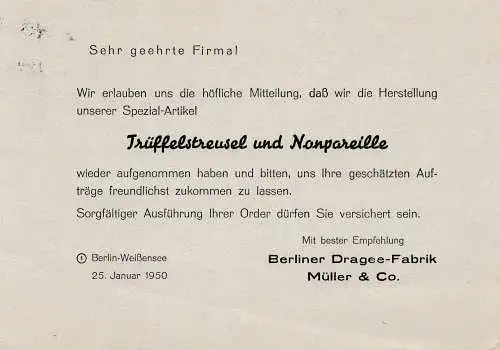 Sehr geehrte Firma!
Wir erlauben uns die höfliche Mitteilung, daß wir die Herstellung
unserer Spezial-Artikel
Trüffelstreusel und Nonpareille
wieder aufgenommen haben und bitten, uns Ihre geschätzten Auf-
träge freundlichst zukommen zu lassen.
Sorgfältiger Ausführung Ihrer Order dürfen Sie versichert sein.
Mit bester Empfehlung
Berlin-Weißensee
25. Januar 1950
Berliner Dragee-Fabrik
Müller & Co.